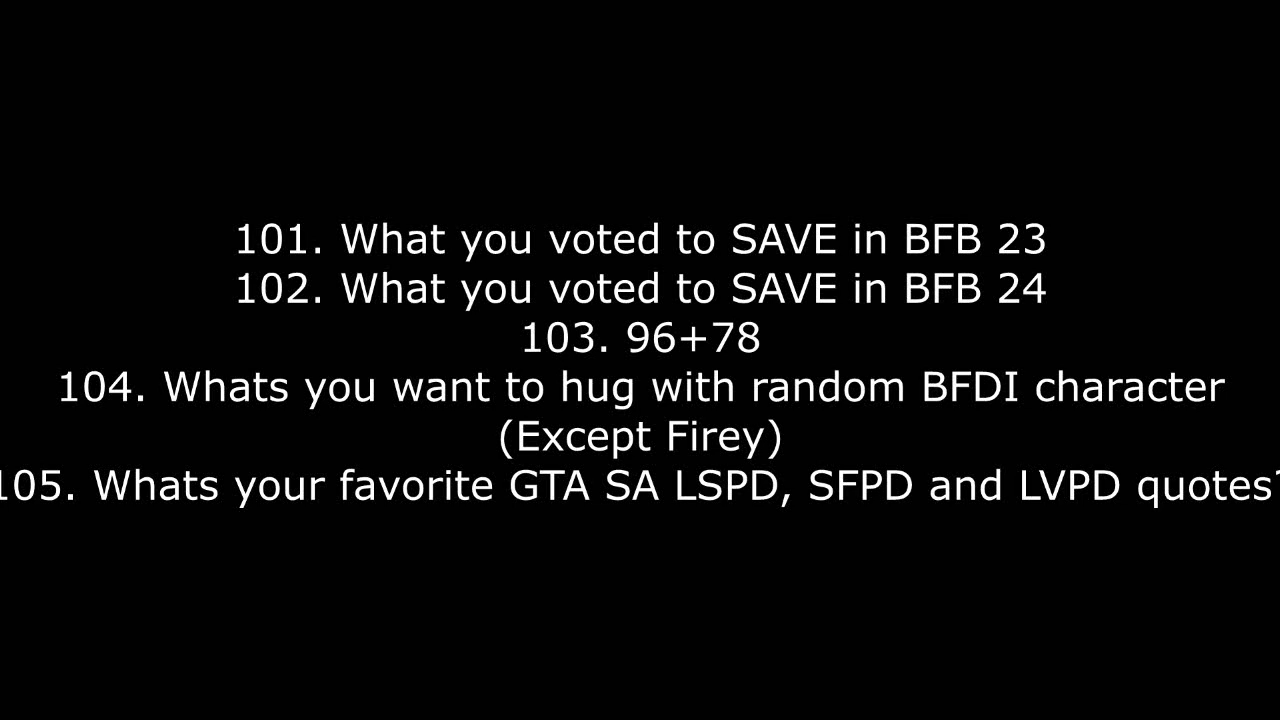 101. What you voted to SAVE in BFB 23
102. What you voted to SAVE in BFB 24
103. 96+78
104. Whats you want to hug with random BFDI character
(Except Firey)
105. Whats your favorite GTA SA LSPD, SFPD and LVPD quotes?